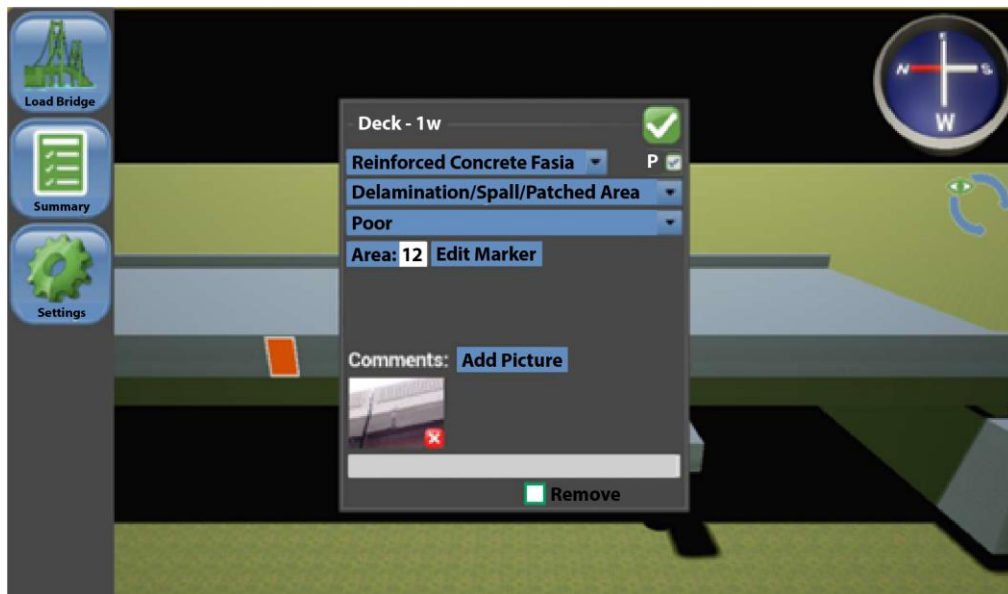 Load Bridge
Summary
Settings
Deck - 1w
Reinforced Concrete Fasia
P
Delamination/Spall/Patched Area
Poor
Area: 12 Edit Marker
Comments: Add Picture
Remove
N
S
W